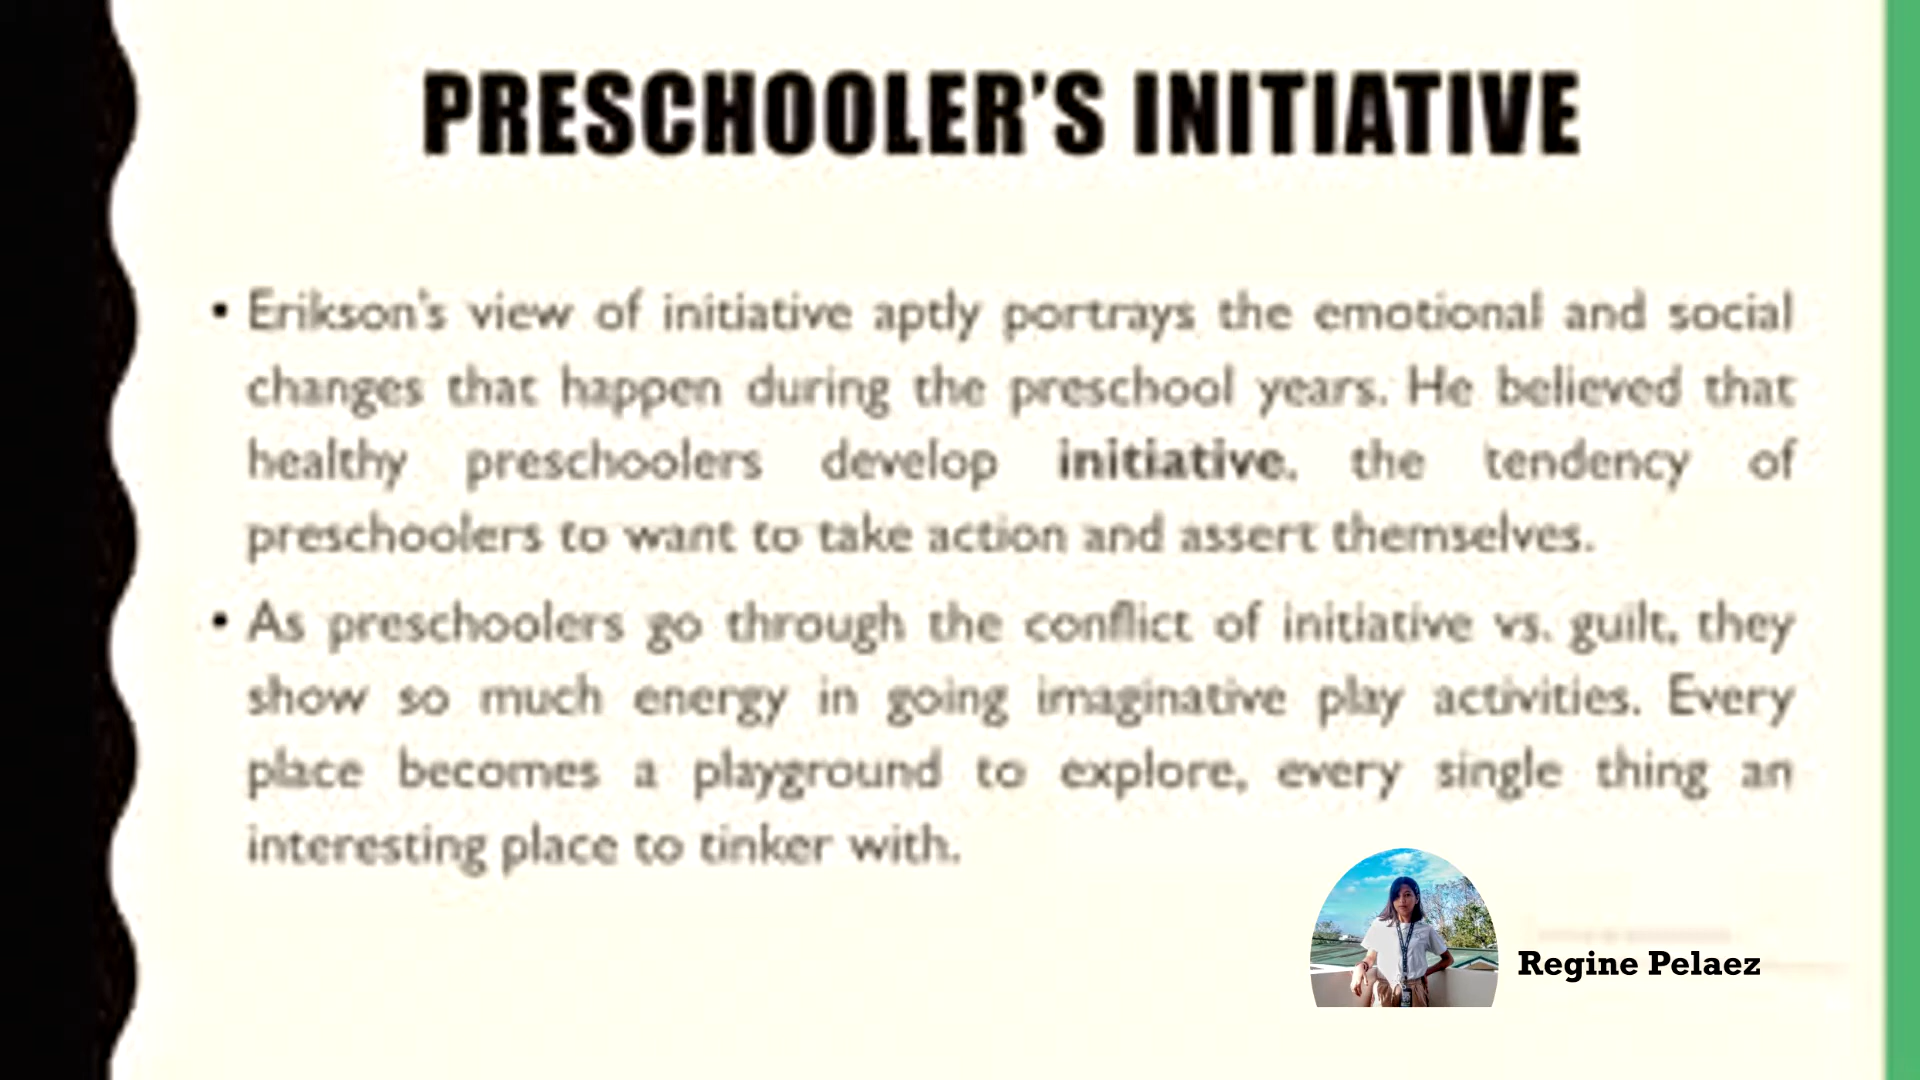 PRESCHOOLER'S INITIATIVE
• Erikson's view of initiative aptly portrays the emotional and social
changes that happen during the preschool years. He believed that
healthy preschoolers develop initiative, the tendency of
preschoolers to want to take action and assert themselves.
• As preschoolers go through the conflict of initiative vs. guilt, they
show so much energy in going imaginative play activities. Every
place becomes a playground to explore, every single thing an
interesting place to tinker with.
Regine Pelaez